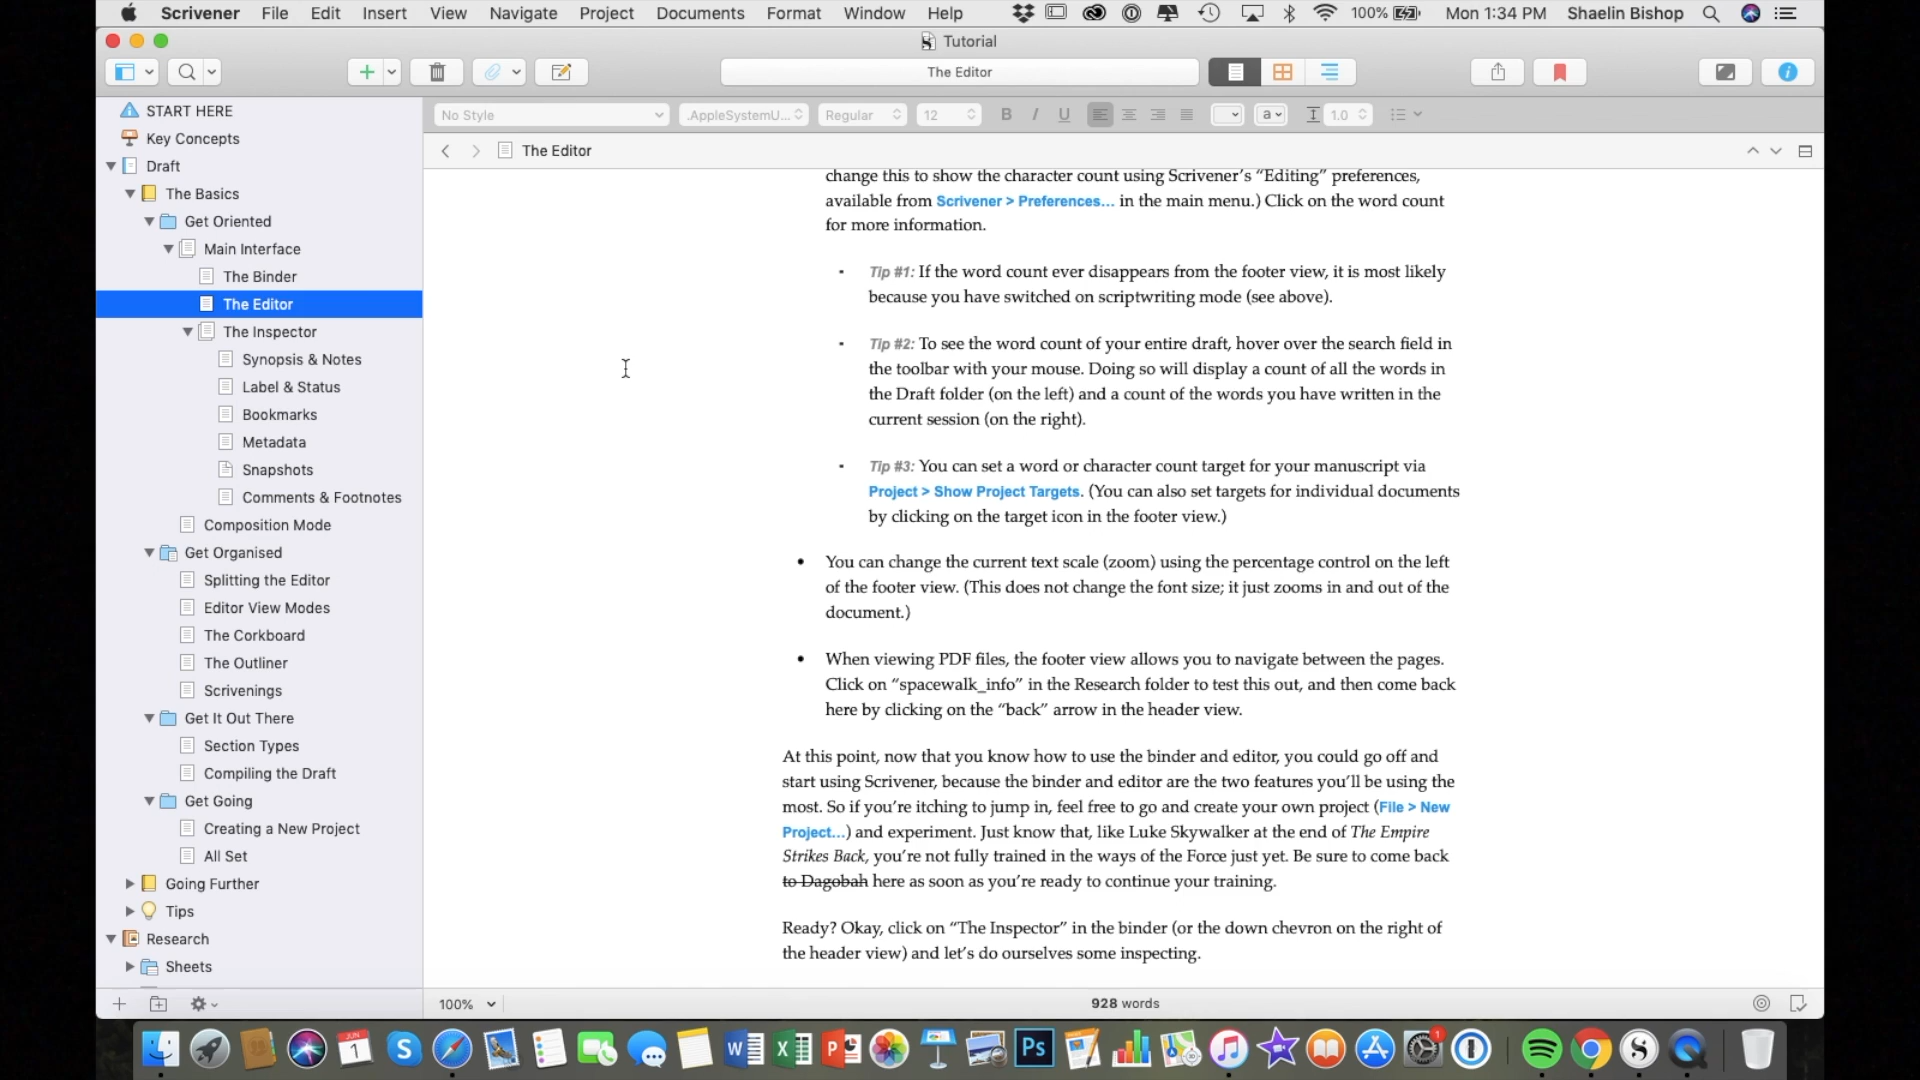 Scrivener File Edit Insert View Navigate Project Documents Format Window Help 100% Mon 1:34 PM Shaelin Bishop
Tutorial
The Editor
No Style .AppleSystemU... Regular 12 B I U a 1.0
The Editor
START HERE
Key Concepts
Draft
The Basics
Get Oriented
Main Interface
The Binder
The Editor
The Inspector
Synopsis & Notes
Label & Status
Bookmarks
Metadata
Snapshots
Comments & Footnotes
Composition Mode
Get Organised
Splitting the Editor
Editor View Modes
The Corkboard
The Outliner
Scrivenings
Get It Out There
Section Types
Compiling the Draft
Get Going
Creating a New Project
All Set
Going Further
Tips
Research
Sheets
change this to show the character count using Scrivener’s “Editing” preferences,
available from Scrivener > Preferences… in the main menu.) Click on the word count
for more information.
Tip #1: If the word count ever disappears from the footer view, it is most likely
because you have switched on scriptwriting mode (see above).
Tip #2: To see the word count of your entire draft, hover over the search field in
the toolbar with your mouse. Doing so will display a count of all the words in
the Draft folder (on the left) and a count of the words you have written in the
current session (on the right).
Tip #3: You can set a word or character count target for your manuscript via
Project > Show Project Targets. (You can also set targets for individual documents
by clicking on the target icon in the footer view.)
• You can change the current text scale (zoom) using the percentage control on the left
of the footer view. (This does not change the font size; it just zooms in and out of the
document.)
• When viewing PDF files, the footer view allows you to navigate between the pages.
Click on “spacewalk_info” in the Research folder to test this out, and then come back
here by clicking on the “back” arrow in the header view.
At this point, now that you know how to use the binder and editor, you could go off and
start using Scrivener, because the binder and editor are the two features you’ll be using the
most. So if you’re itching to jump in, feel free to go and create your own project (File > New
Project…) and experiment. Just know that, like Luke Skywalker at the end of The Empire
Strikes Back, you’re not fully trained in the ways of the Force just yet. Be sure to come back
to Dagobah here as soon as you’re ready to continue your training.
Ready? Okay, click on “The Inspector” in the binder (or the down chevron on the right of
the header view) and let’s do ourselves some inspecting.
100% 928 words
JUN
1 S W X P Ps 1